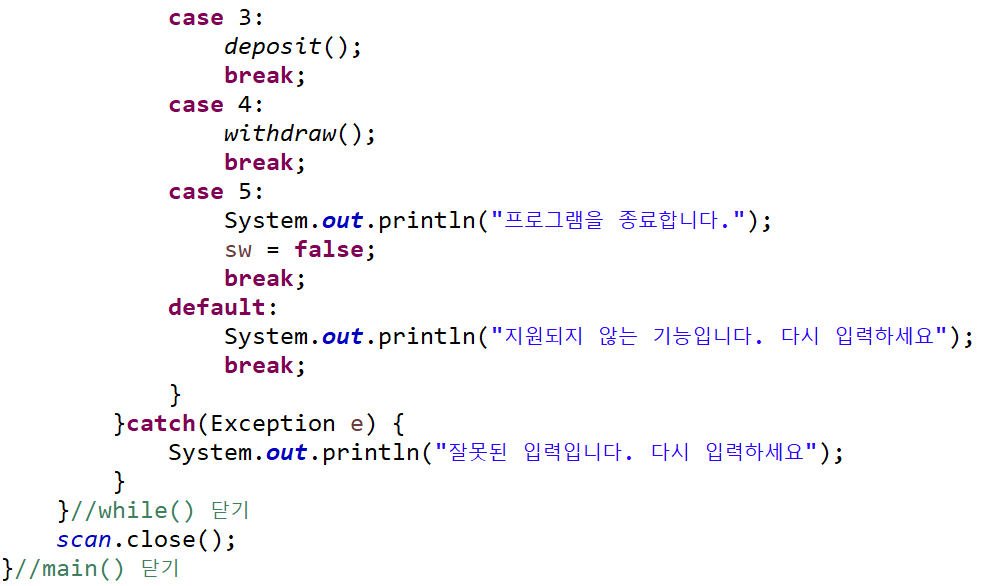 case 3:
deposit();
break;
case 4:
withdraw();
break;
case 5:
System.out.println("프로그램을 종료합니다.");
sw = false;
break;
default:
System.out.println("지원되지 않는 기능입니다. 다시 입력하세요");
break;
}
}catch(Exception e) {
System.out.println("잘못된 입력입니다. 다시 입력하세요");
}
}//while() 닫기
scan.close();
}//main() 닫기